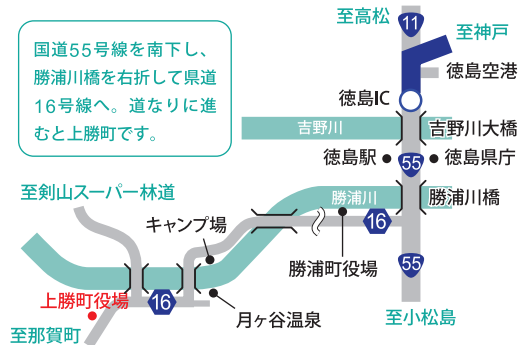 国道55号線を南下し、
勝浦川橋を右折して県道
16号線へ。道なりに進
むと上勝町です。
至高松
11
至神戸
徳島空港
徳島IC
吉野川
吉野川大橋
徳島駅
55
徳島県庁
至剣山スーパー林道
勝浦川
勝浦川橋
キャンプ場
16
勝浦町役場
55
上勝町役場
16
月ヶ谷温泉
至小松島
至那賀町